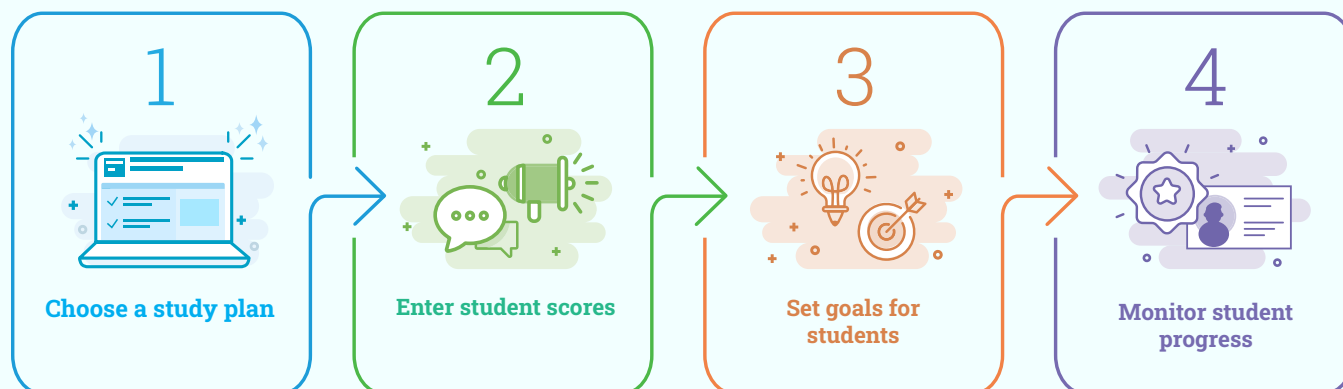 1
Choose a study plan
2
Enter student scores
3
Set goals for
students
4
Monitor student
progress